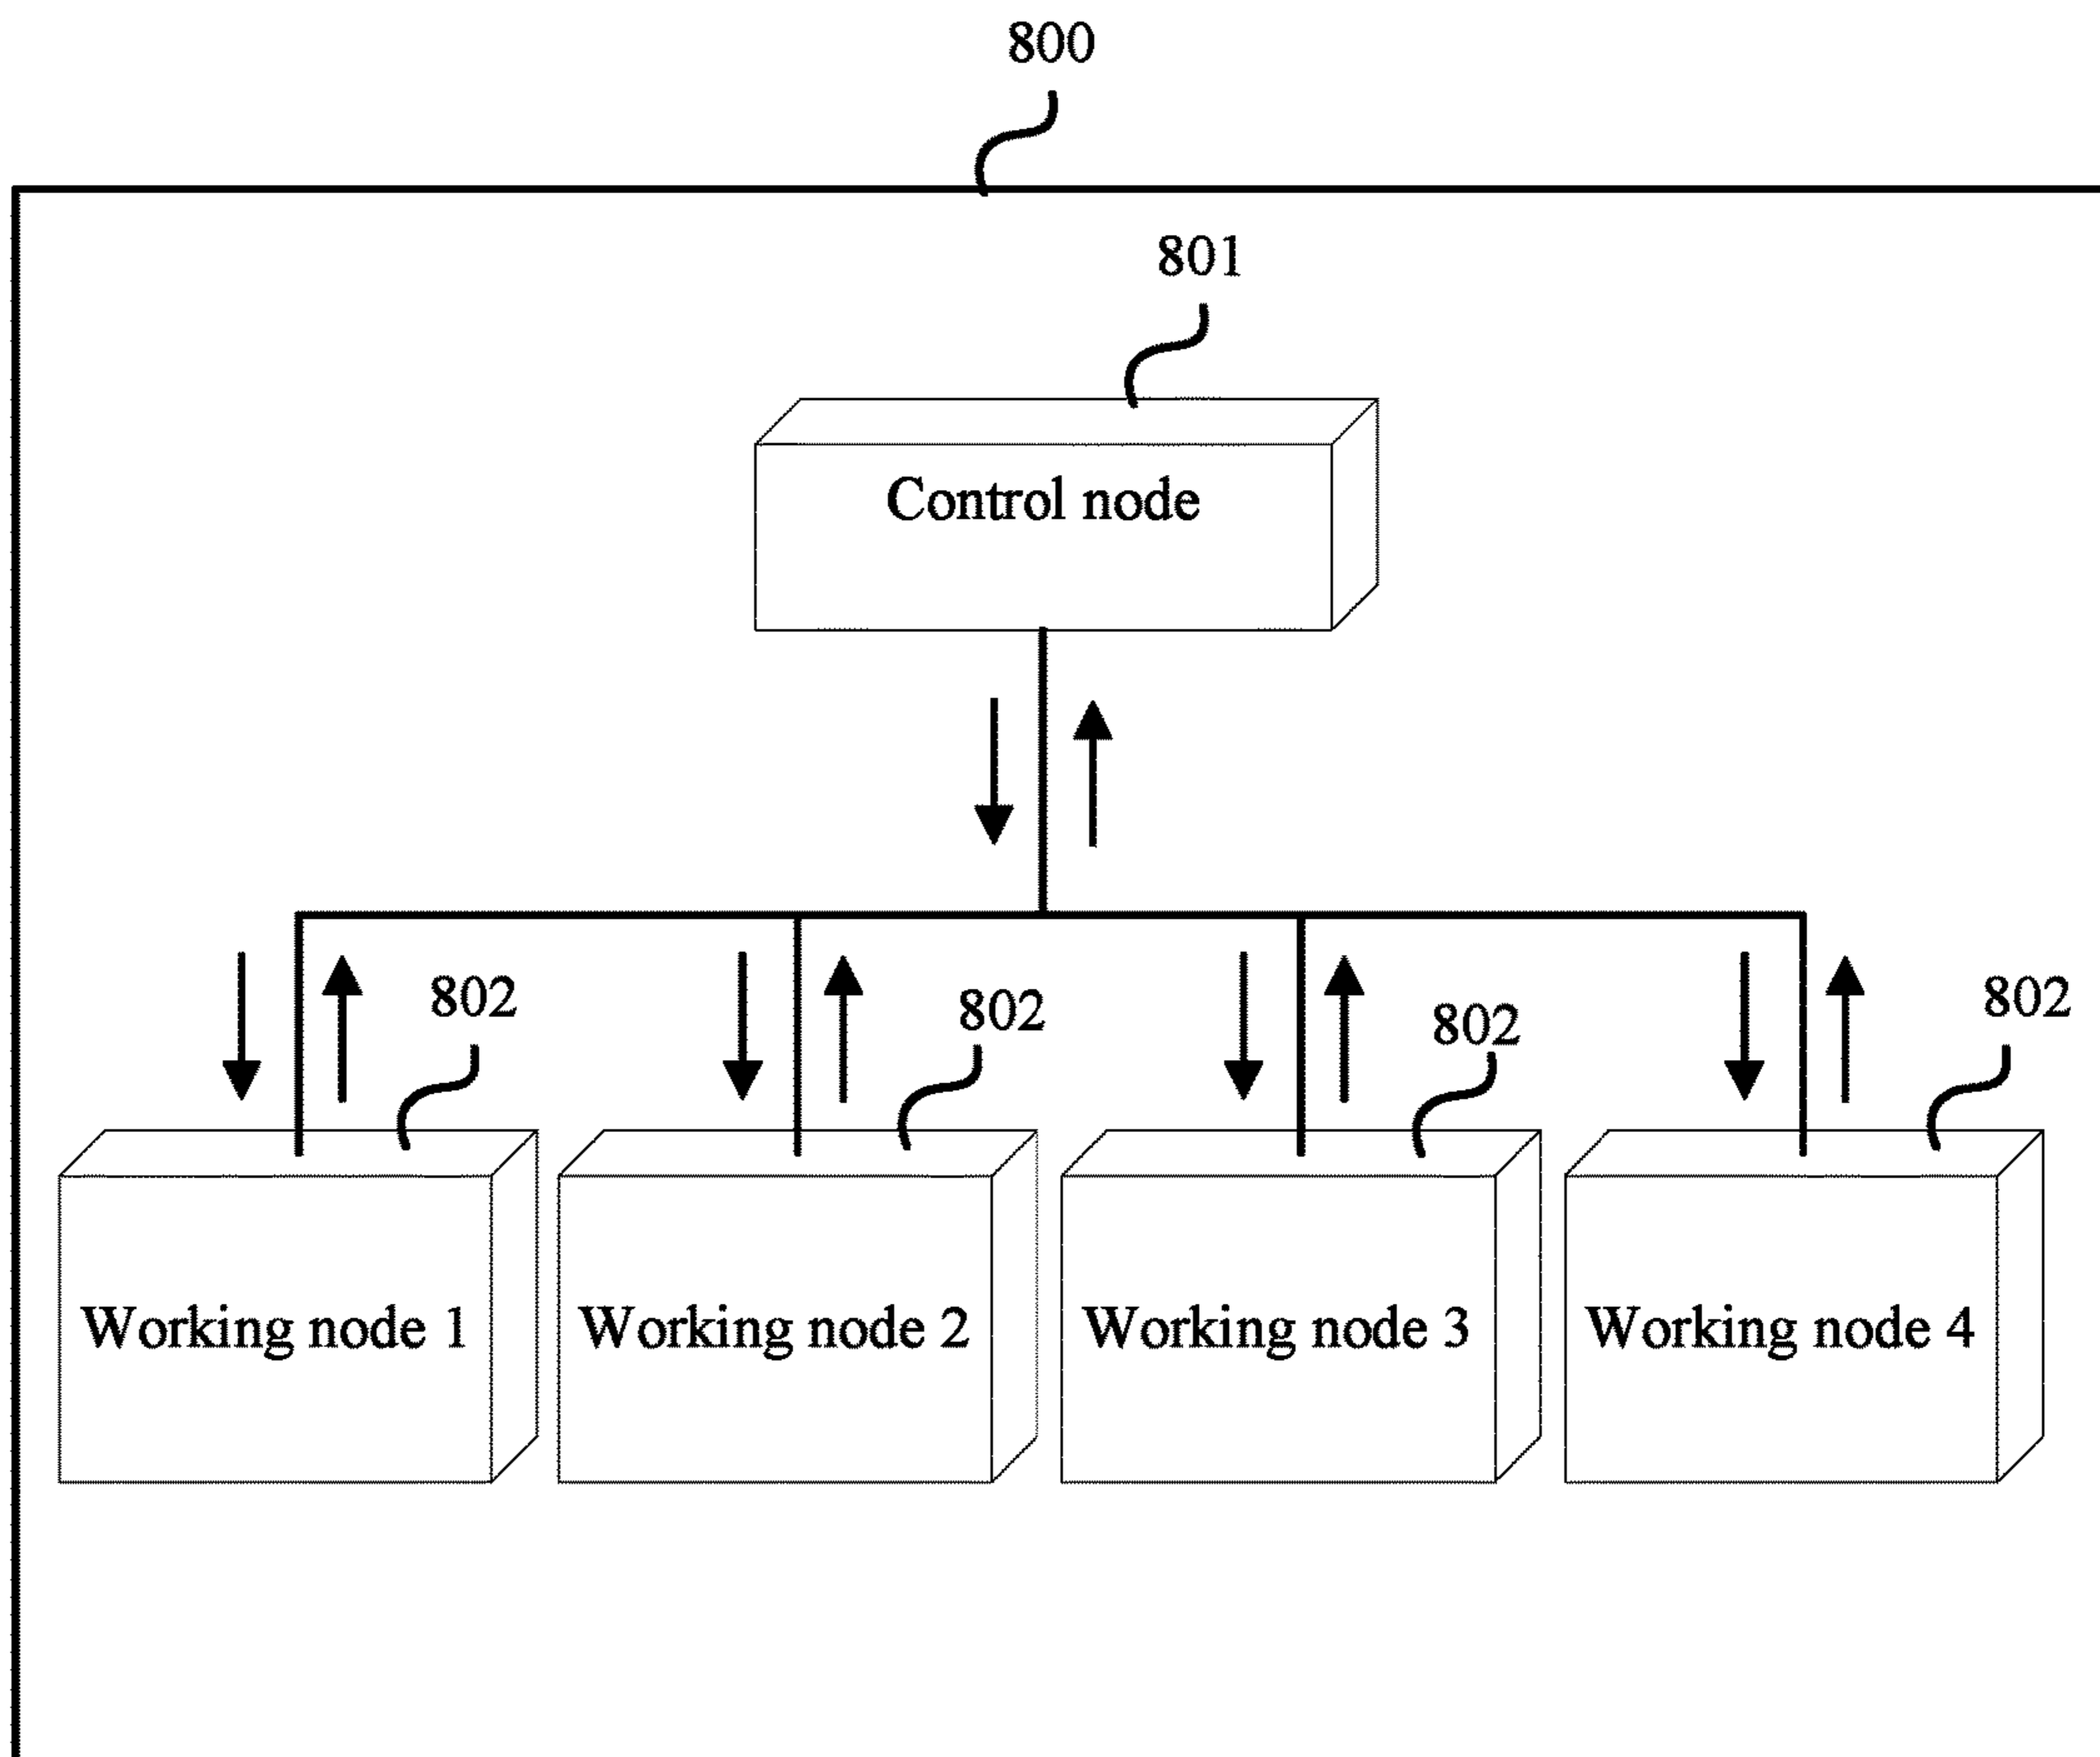 800
801
Control node
802
802
802
802
Working node 1
Working node 2
Working node 3
Working node 4